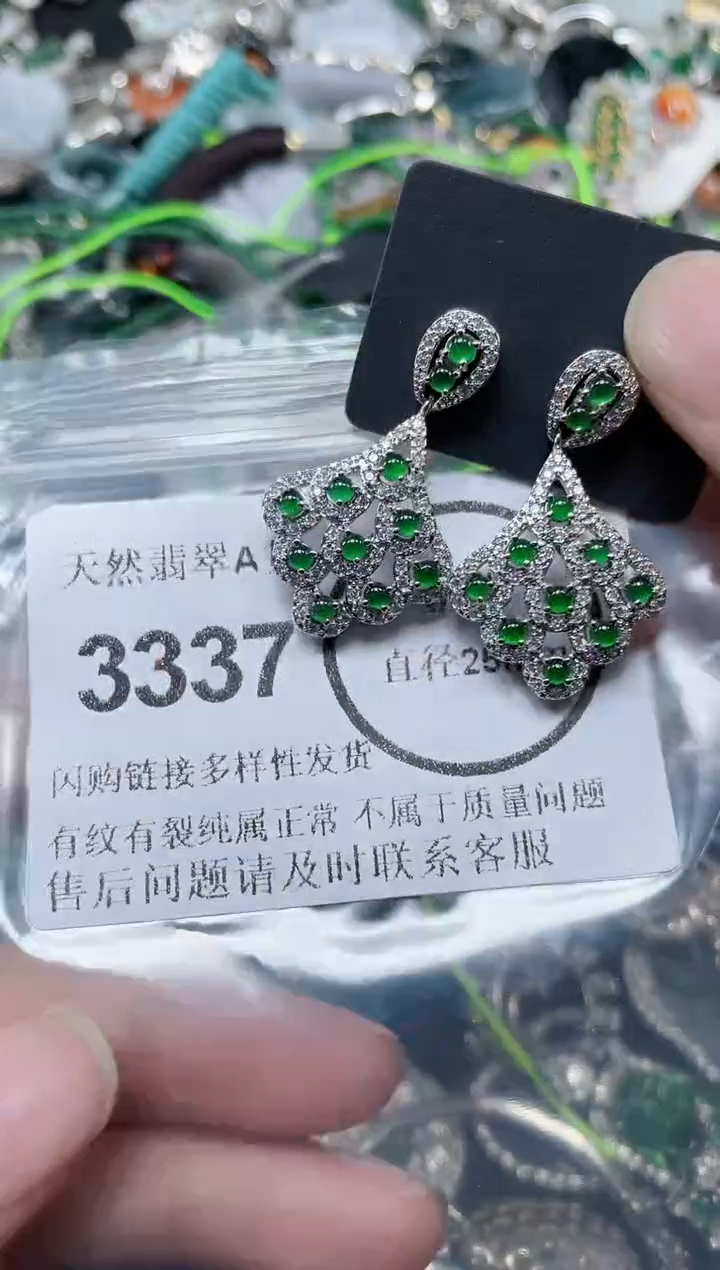 天然翡翠A
3337
直径25
闪购链接多样性发货
有纹有裂纯属正常 不属于质量问题
售后问题请及时联系客服